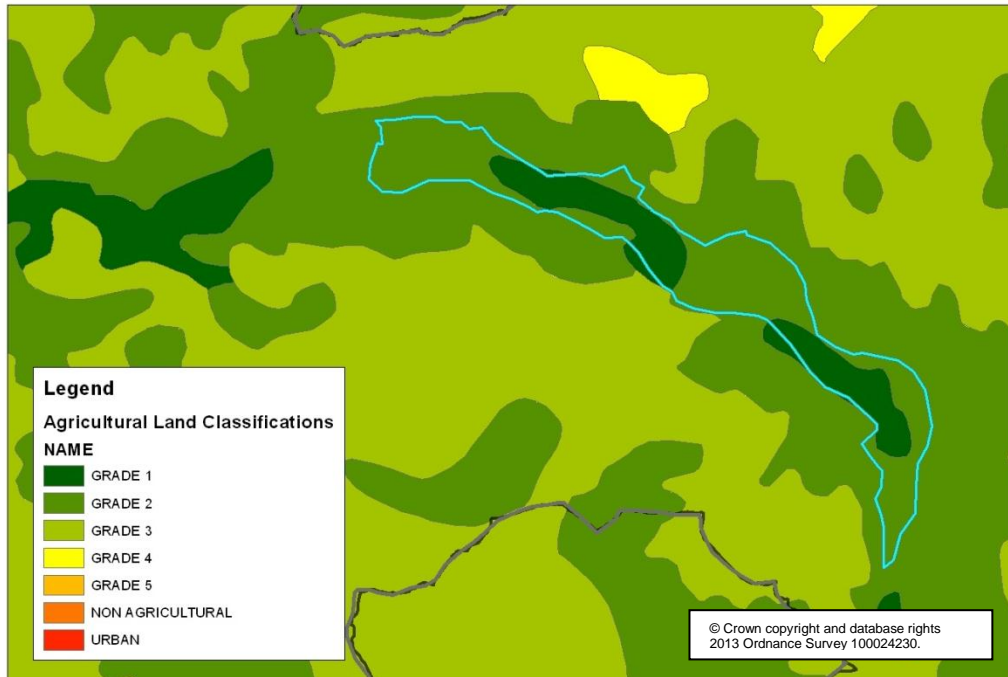 Legend
Agricultural Land Classifications
NAME
GRADE 1
GRADE 2
GRADE 3
GRADE 4
GRADE 5
NON AGRICULTURAL
URBAN
© Crown copyright and database rights
2013 Ordnance Survey 100024230.